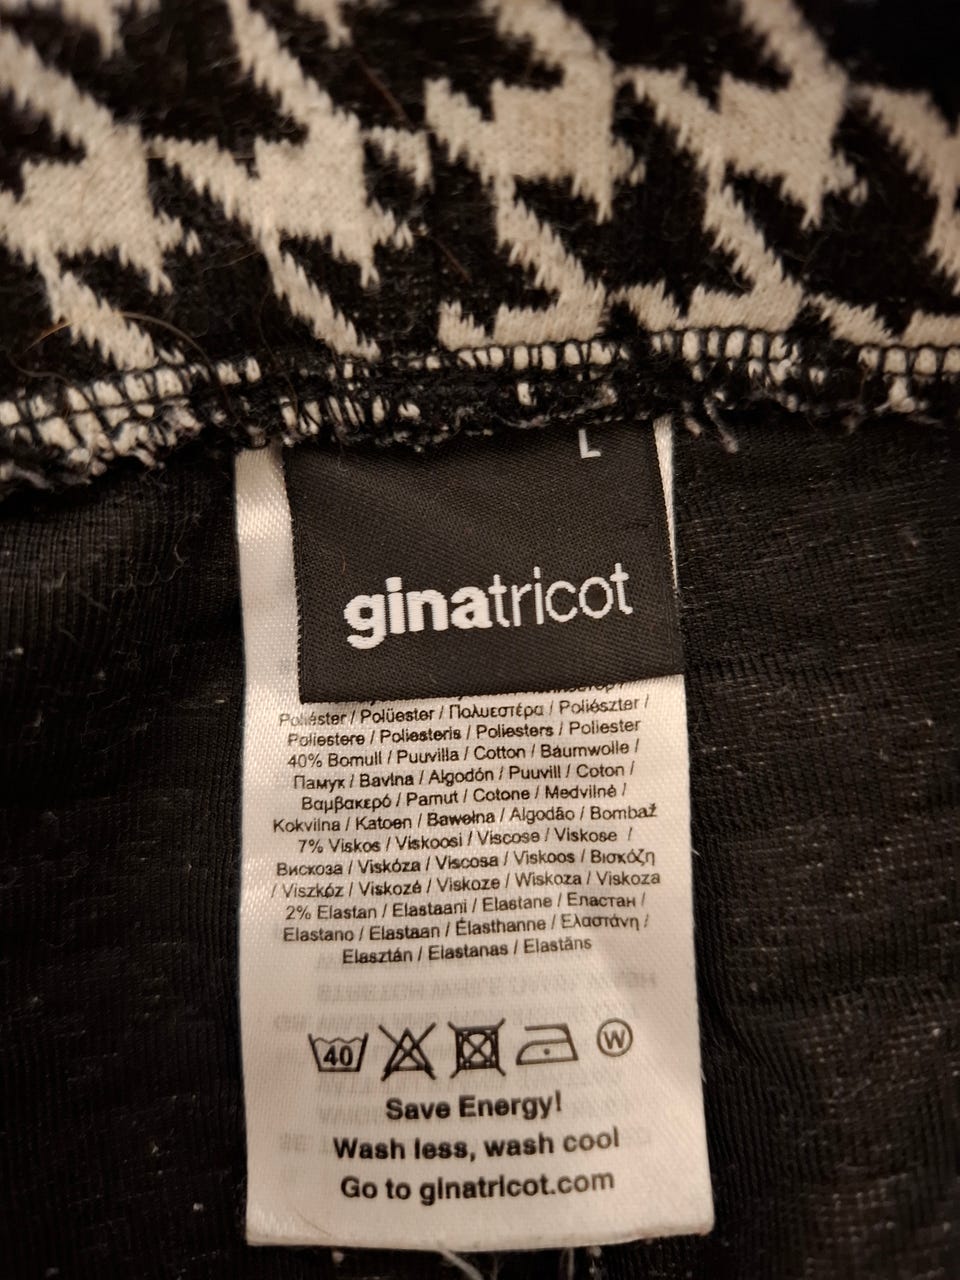 L
ginatricot
Poliéster / Polüester / Πολυεστέρα / Poliészter /
Poliestere / Poliesteris / Poliesters / Poliester
40% Bomull / Puuvilla / Cotton / Baumwolle /
Памук / Bavlna / Algodón / Puuvill / Coton /
Βαμβακερό / Pamut / Cotone / Medvilnė /
Kokvilna / Katoen / Bawełna / Algodão / Bombaž
7% Viskos / Viskoosi / Viscose / Viskose /
Вискоза / Viskóza / Viscosa / Viskoos / Βισκόζη
/ Viszkóz / Viskozė / Viskoze / Wiskoza / Viskoza
2% Elastan / Elastaani / Elastane / Еластан /
Elastano / Elastaan / Élasthanne / Ελαστάνη /
Elasztán / Elastanas / Elastāns
40 W
Save Energy!
Wash less, wash cool
Go to ginatricot.com